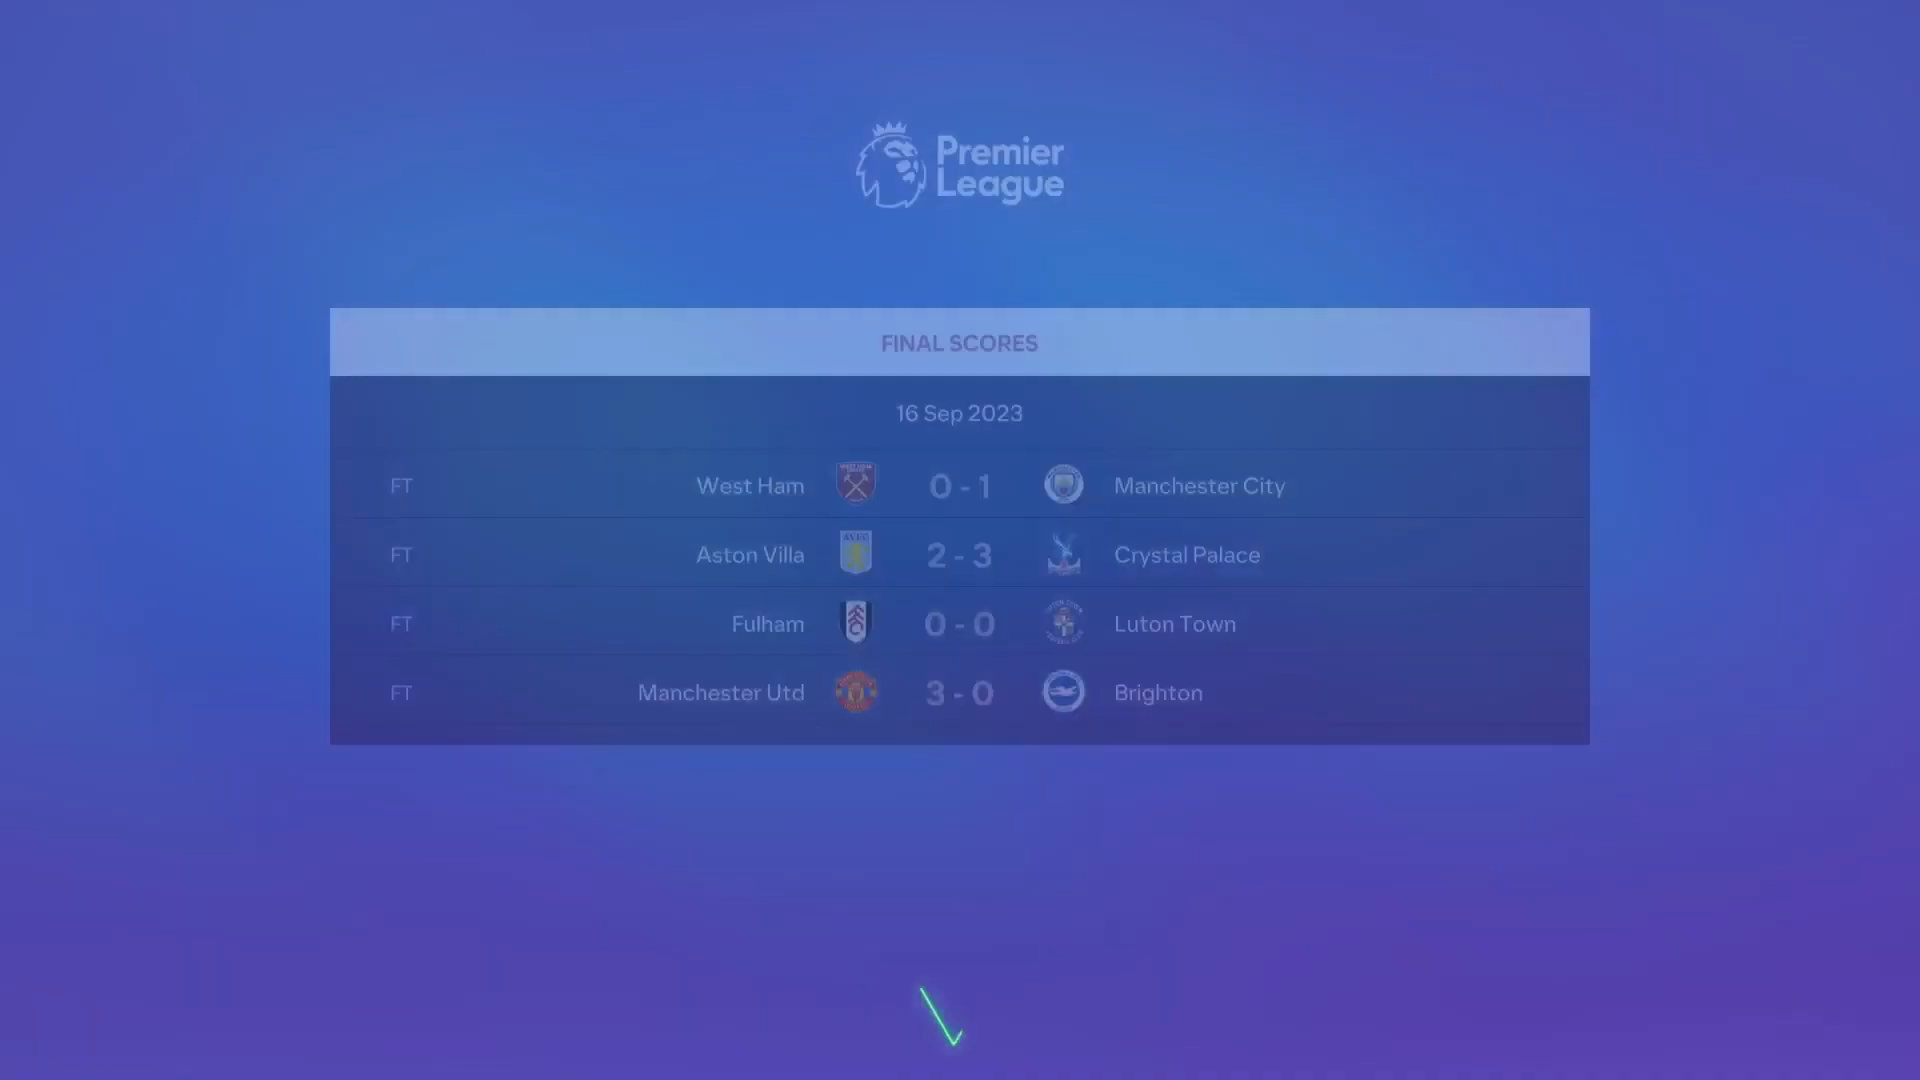 Premier
League
FINAL SCORES
16 Sep 2023
FT West Ham 0 - 1 Manchester City
FT Aston Villa 2 - 3 Crystal Palace
FT Fulham 0 - 0 Luton Town
FT Manchester Utd 3 - 0 Brighton